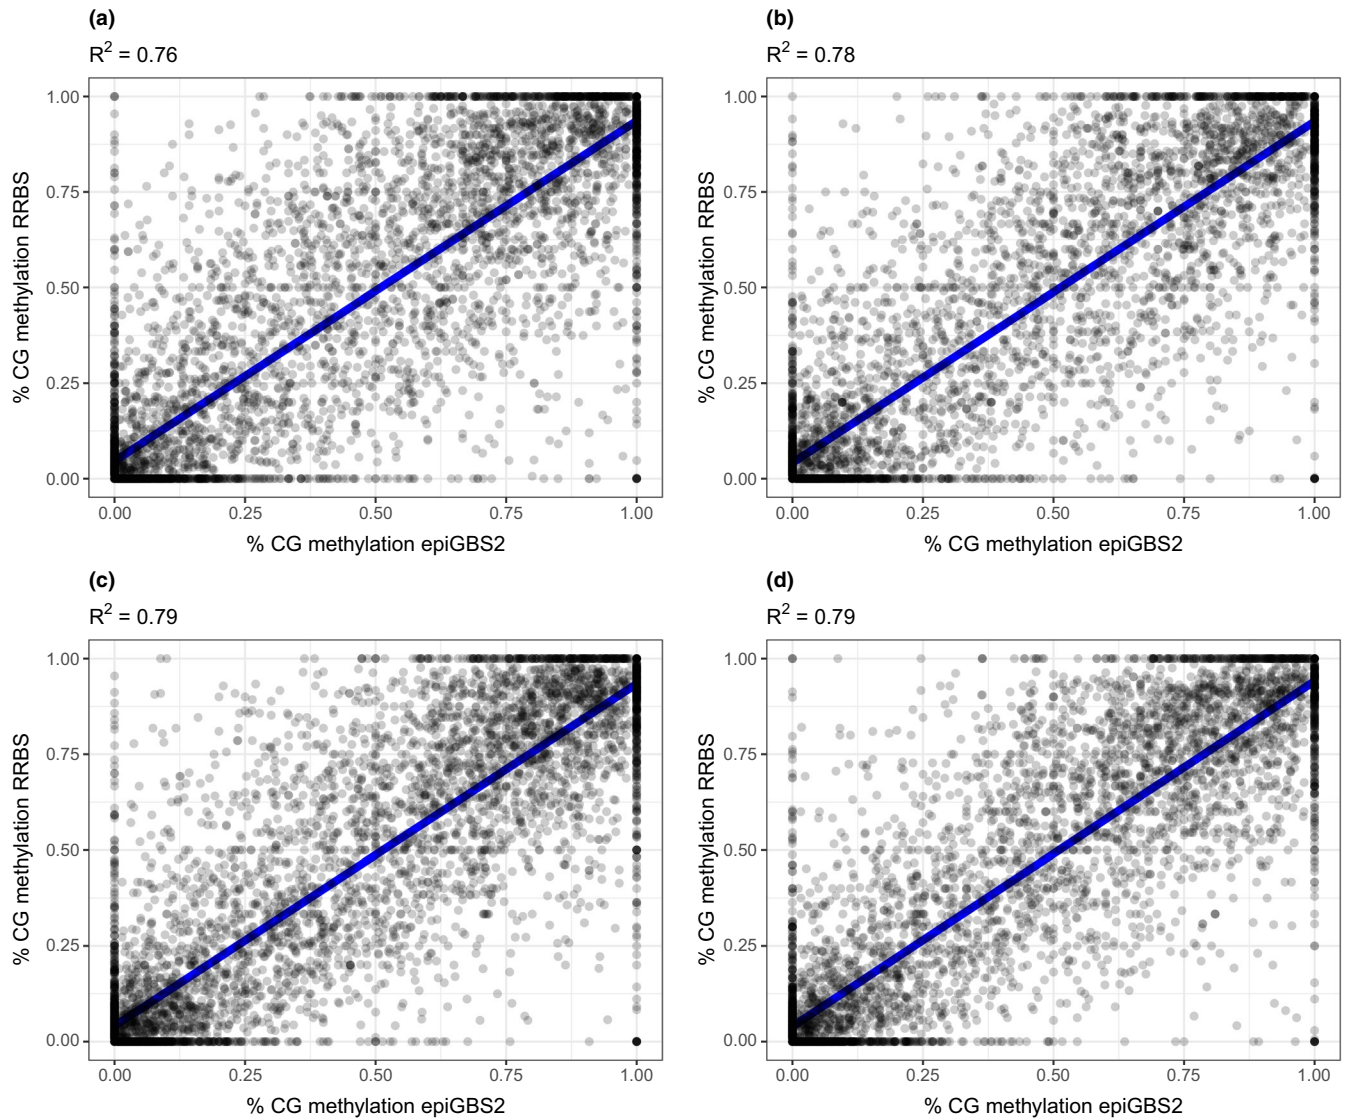 (a)
R² = 0.76
1.00
0.75
0.50
0.25
0.00
% CG methylation RRBS
0.00 0.25 0.50 0.75 1.00
% CG methylation epiGBS2
(b)
R² = 0.78
1.00
0.75
0.50
0.25
0.00
% CG methylation RRBS
0.00 0.25 0.50 0.75 1.00
% CG methylation epiGBS2
(c)
R² = 0.79
1.00
0.75
0.50
0.25
0.00
% CG methylation RRBS
0.00 0.25 0.50 0.75 1.00
% CG methylation epiGBS2
(d)
R² = 0.79
1.00
0.75
0.50
0.25
0.00
% CG methylation RRBS
0.00 0.25 0.50 0.75 1.00
% CG methylation epiGBS2